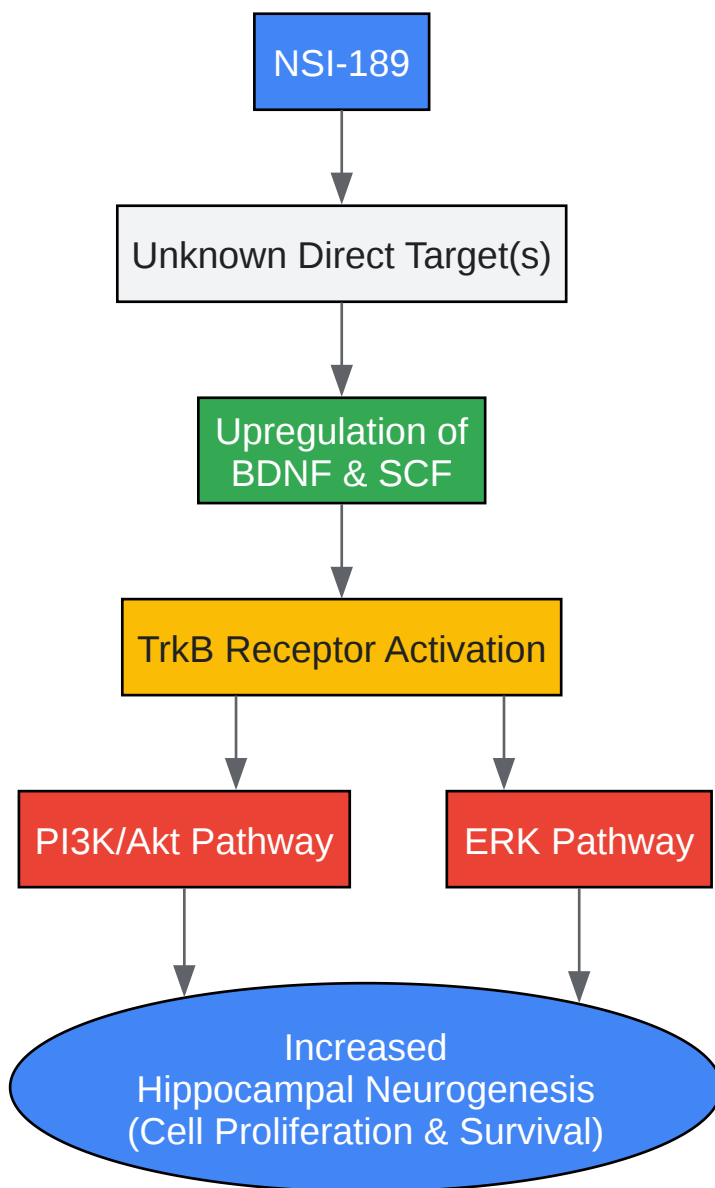 NSI-189
Unknown Direct Target(s)
Upregulation of
BDNF & SCF
TrkB Receptor Activation
PI3K/Akt Pathway
ERK Pathway
Increased
Hippocampal Neurogenesis
(Cell Proliferation & Survival)